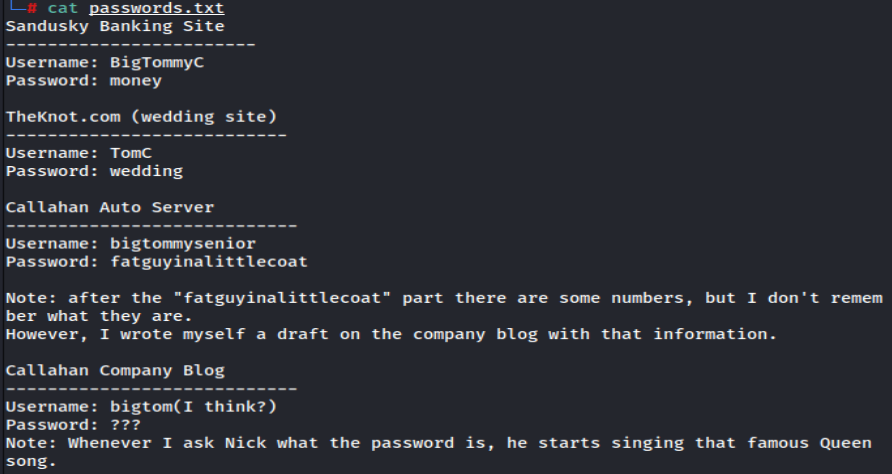 └─# cat passwords.txt
Sandusky Banking Site
-------------------------
Username: BigTommyC
Password: money
TheKnot.com (wedding site)
----------------------------
Username: TomC
Password: wedding
Callahan Auto Server
-----------------------------
Username: bigtommysenior
Password: fatguyinalittlecoat
Note: after the "fatguyinalittlecoat" part there are some numbers, but I don't remem
ber what they are.
However, I wrote myself a draft on the company blog with that information.
Callahan Company Blog
-----------------------------
Username: bigtom(I think?)
Password: ???
Note: Whenever I ask Nick what the password is, he starts singing that famous Queen
song.